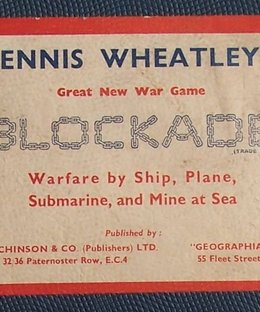 ENNIS WHEATLEY
Great New War Game
BLOCKADE
(TRADE
Warfare by Ship, Plane,
Submarine, and Mine at Sea
Published by :
CHINSON & CO. (Publishers) LTD.
32/36 Paternoster Row, E.C.4
"GEOGRAPHIA
55 Fleet Street